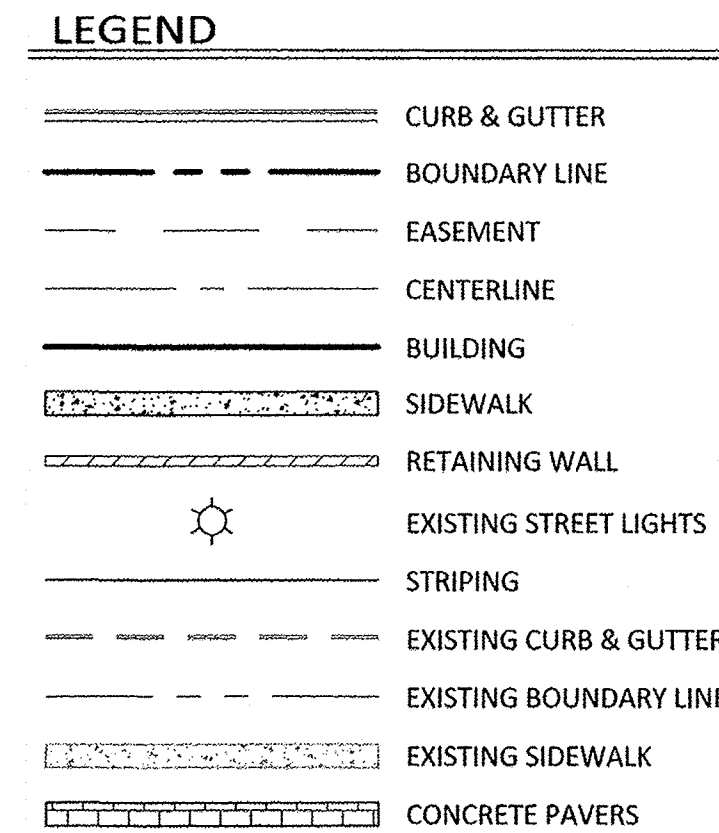 LEGEND
CURB & GUTTER
BOUNDARY LINE
EASEMENT
CENTERLINE
BUILDING
SIDEWALK
RETAINING WALL
EXISTING STREET LIGHTS
STRIPING
EXISTING CURB & GUTTER
EXISTING BOUNDARY LINE
EXISTING SIDEWALK
CONCRETE PAVERS